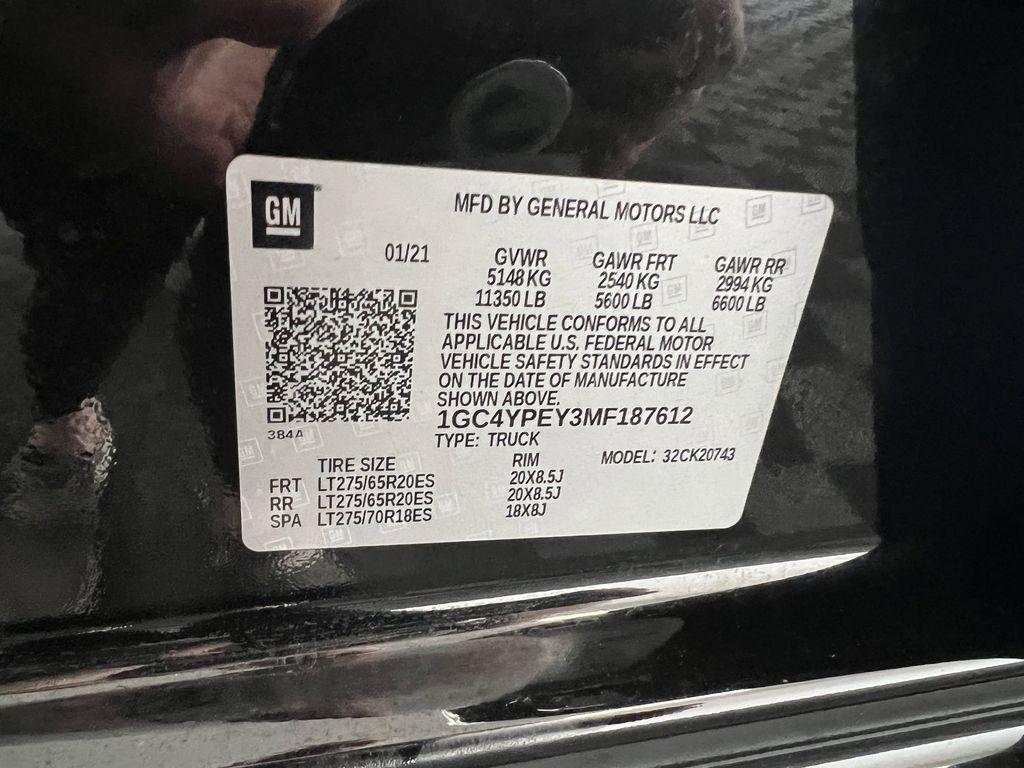 GM
MFD BY GENERAL MOTORS LLC
01/21
GVWR GAWR FRT GAWR RR
5148 KG 2540 KG 2994 KG
11350 LB 5600 LB 6600 LB
THIS VEHICLE CONFORMS TO ALL
APPLICABLE U.S. FEDERAL MOTOR
VEHICLE SAFETY STANDARDS IN EFFECT
ON THE DATE OF MANUFACTURE
SHOWN ABOVE.
1GC4YPEY3MF187612
384A
TYPE: TRUCK
MODEL: 32CK20743
TIRE SIZE RIM
FRT LT275/65R20ES 20X8.5J
RR LT275/65R20ES 20X8.5J
SPA LT275/70R18ES 18X8J